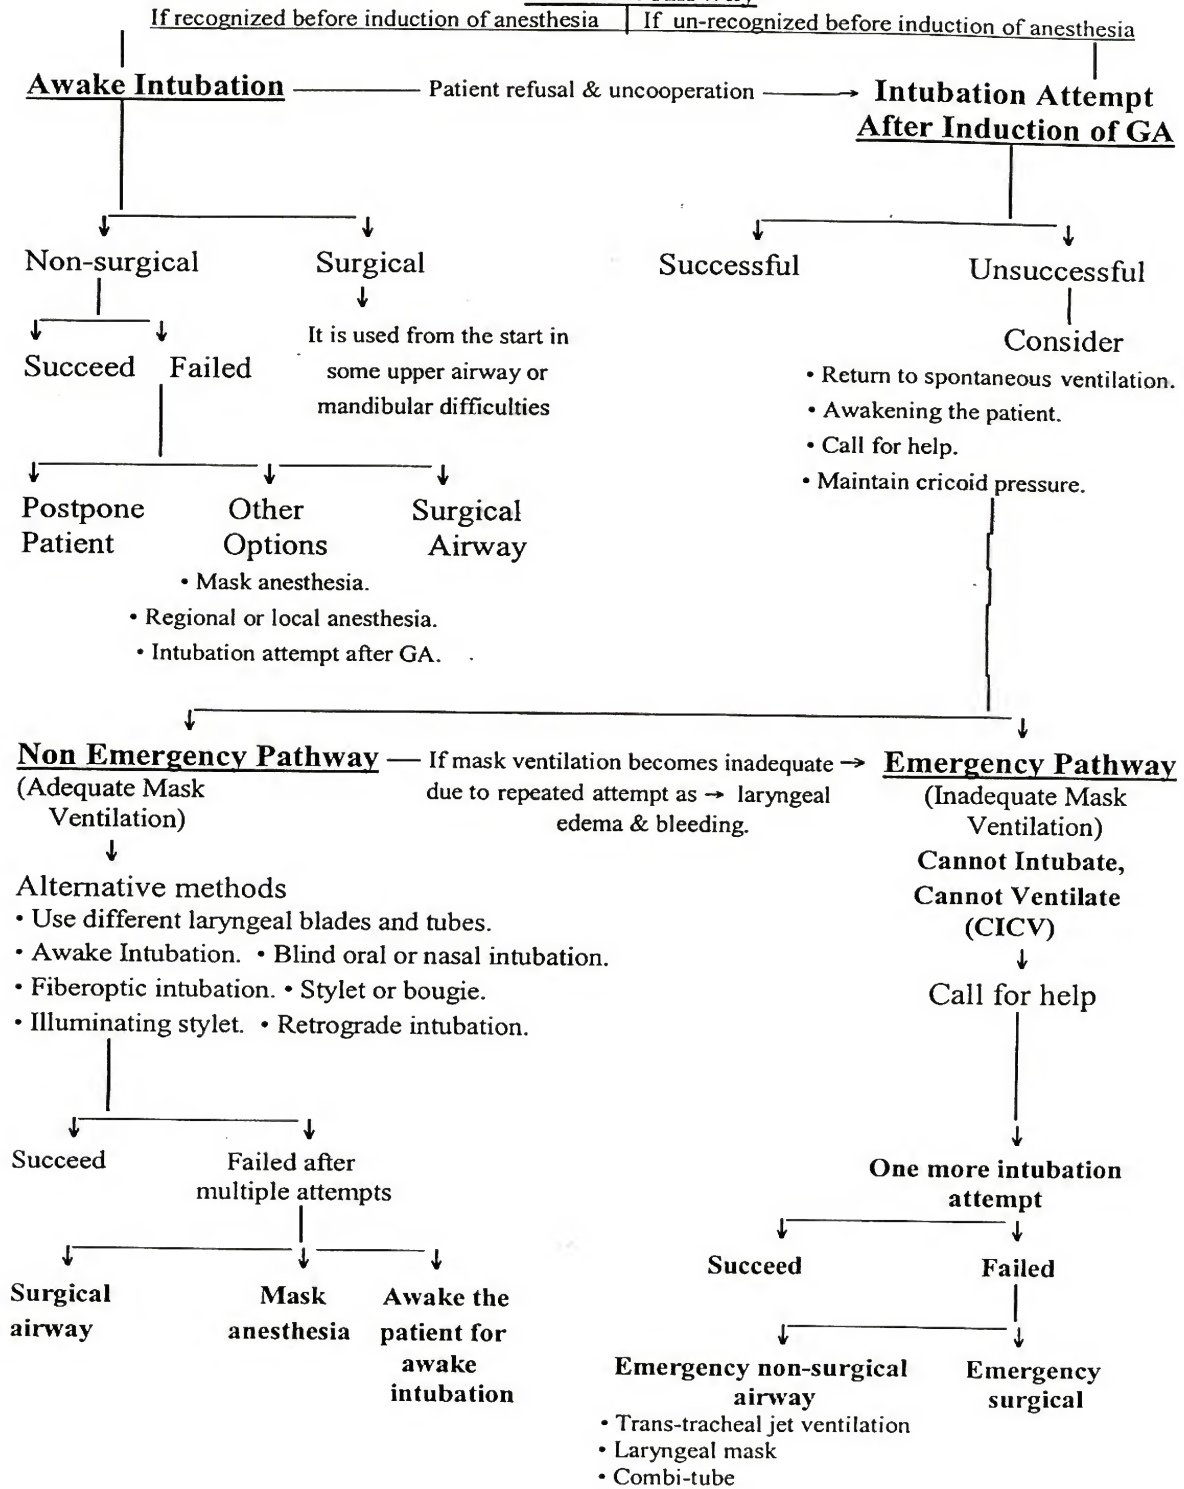 If recognized before induction of anesthesia
If un-recognized before induction of anesthesia
Awake Intubation
Patient refusal & uncooperation →
Intubation Attempt
After Induction of GA
Non-surgical
Surgical
Successful
Unsuccessful
Succeed
Failed
It is used from the start in
some upper airway or
mandibular difficulties
Consider
• Return to spontaneous ventilation.
• Awakening the patient.
• Call for help.
• Maintain cricoid pressure.
Postpone
Patient
Other
Options
Surgical
Airway
• Mask anesthesia.
• Regional or local anesthesia.
• Intubation attempt after GA.
Non Emergency Pathway
(Adequate Mask
Ventilation)
If mask ventilation becomes inadequate →
due to repeated attempt as → laryngeal
edema & bleeding.
Emergency Pathway
(Inadequate Mask
Ventilation)
Cannot Intubate,
Cannot Ventilate
(CICV)
Alternative methods
• Use different laryngeal blades and tubes.
• Awake Intubation. • Blind oral or nasal intubation.
• Fiberoptic intubation. • Stylet or bougie.
• Illuminating stylet. • Retrograde intubation.
Call for help
Succeed
Failed after
multiple attempts
One more intubation
attempt
Surgical
airway
Mask
anesthesia
Awake the
patient for
awake
intubation
Succeed
Failed
Emergency non-surgical
airway
• Trans-tracheal jet ventilation
• Laryngeal mask
• Combi-tube
Emergency
surgical